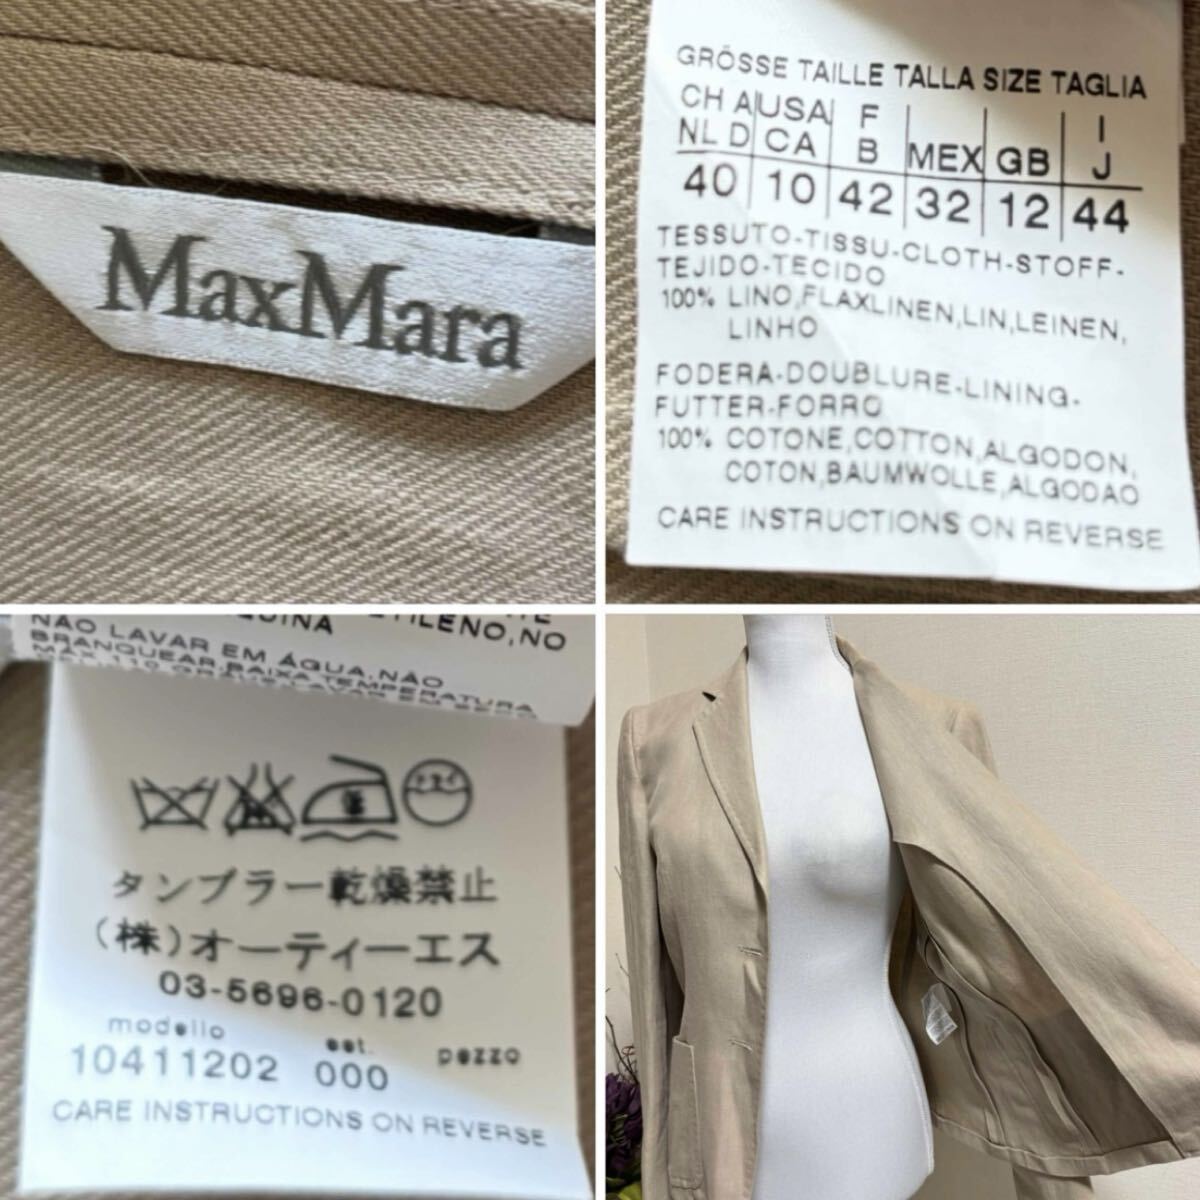 MaxMara
GRÖSSE TAILLE TALLA SIZE TAGLIA
CH A USA F I
NL D CA B MEX GB J
40 10 42 32 12 44
TESSUTO-TISSU-CLOTH-STOFF-
TEJIDO-TECIDO
100% LINO,FLAXLINEN,LIN,LEINEN,
LINHO
FODERA-DOUBLURE-LINING-
FUTTER-FORRO
100% COTONE,COTTON,ALGODON,
COTON,BAUMWOLLE,ALGODAO
CARE INSTRUCTIONS ON REVERSE
NÃO LAVAR EM ÁGUA,NÃO
BRANQUEAR,BAIXA TEMPERATURA
タンブラー乾燥禁止
(株)オーティーエス
03-5696-0120
modello est. pezzo
10411202 000
CARE INSTRUCTIONS ON REVERSE